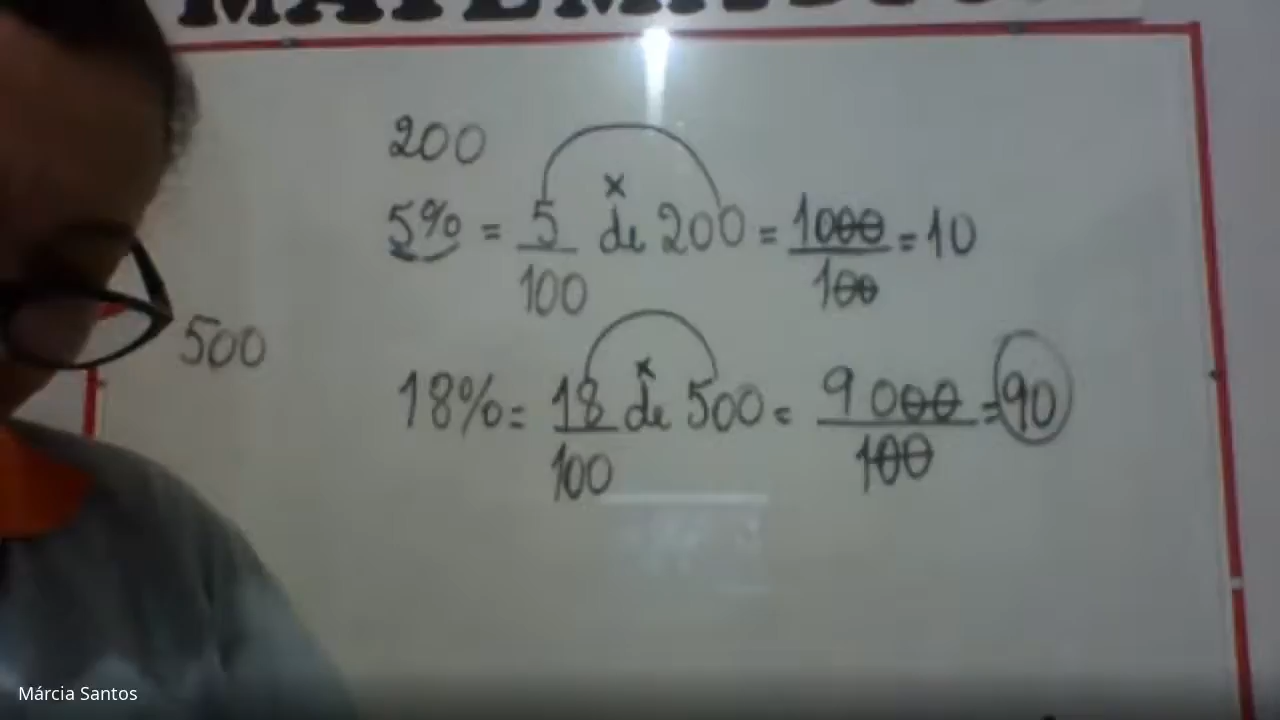 200
5% = 5/100 x de 200 = 1000/100 = 10
500
18% = 18/100 x de 500 = 9000/100 = 90
Márcia Santos